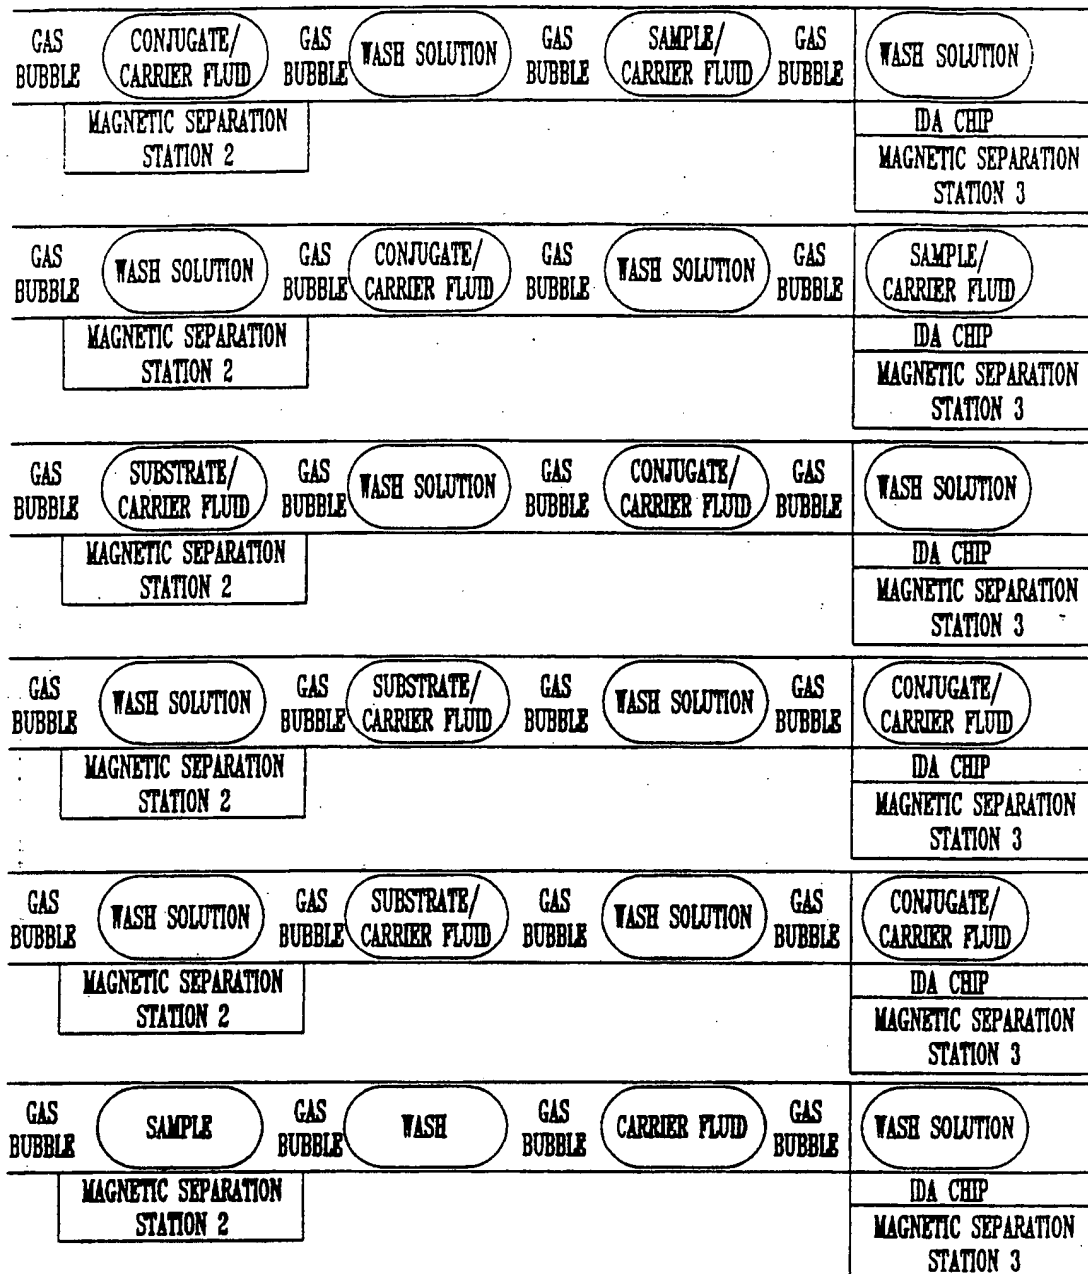 GAS CONJUGATE/ GAS WASH SOLUTION GAS SAMPLE/ GAS WASH SOLUTION
BUBBLE CARRIER FLUID BUBBLE BUBBLE CARRIER FLUID BUBBLE
MAGNETIC SEPARATION IDA CHIP
STATION 2 MAGNETIC SEPARATION
STATION 3
GAS WASH SOLUTION GAS CONJUGATE/ GAS WASH SOLUTION GAS SAMPLE/
BUBBLE BUBBLE CARRIER FLUID BUBBLE BUBBLE CARRIER FLUID
MAGNETIC SEPARATION IDA CHIP
STATION 2 MAGNETIC SEPARATION
STATION 3
GAS SUBSTRATE/ GAS WASH SOLUTION GAS CONJUGATE/ GAS WASH SOLUTION
BUBBLE CARRIER FLUID BUBBLE BUBBLE CARRIER FLUID BUBBLE
MAGNETIC SEPARATION IDA CHIP
STATION 2 MAGNETIC SEPARATION
STATION 3
GAS WASH SOLUTION GAS SUBSTRATE/ GAS WASH SOLUTION GAS CONJUGATE/
BUBBLE BUBBLE CARRIER FLUID BUBBLE BUBBLE CARRIER FLUID
MAGNETIC SEPARATION IDA CHIP
STATION 2 MAGNETIC SEPARATION
STATION 3
GAS WASH SOLUTION GAS SUBSTRATE/ GAS WASH SOLUTION GAS CONJUGATE/
BUBBLE BUBBLE CARRIER FLUID BUBBLE BUBBLE CARRIER FLUID
MAGNETIC SEPARATION IDA CHIP
STATION 2 MAGNETIC SEPARATION
STATION 3
GAS SAMPLE GAS WASH GAS CARRIER FLUID GAS WASH SOLUTION
BUBBLE BUBBLE BUBBLE BUBBLE
MAGNETIC SEPARATION IDA CHIP
STATION 2 MAGNETIC SEPARATION
STATION 3